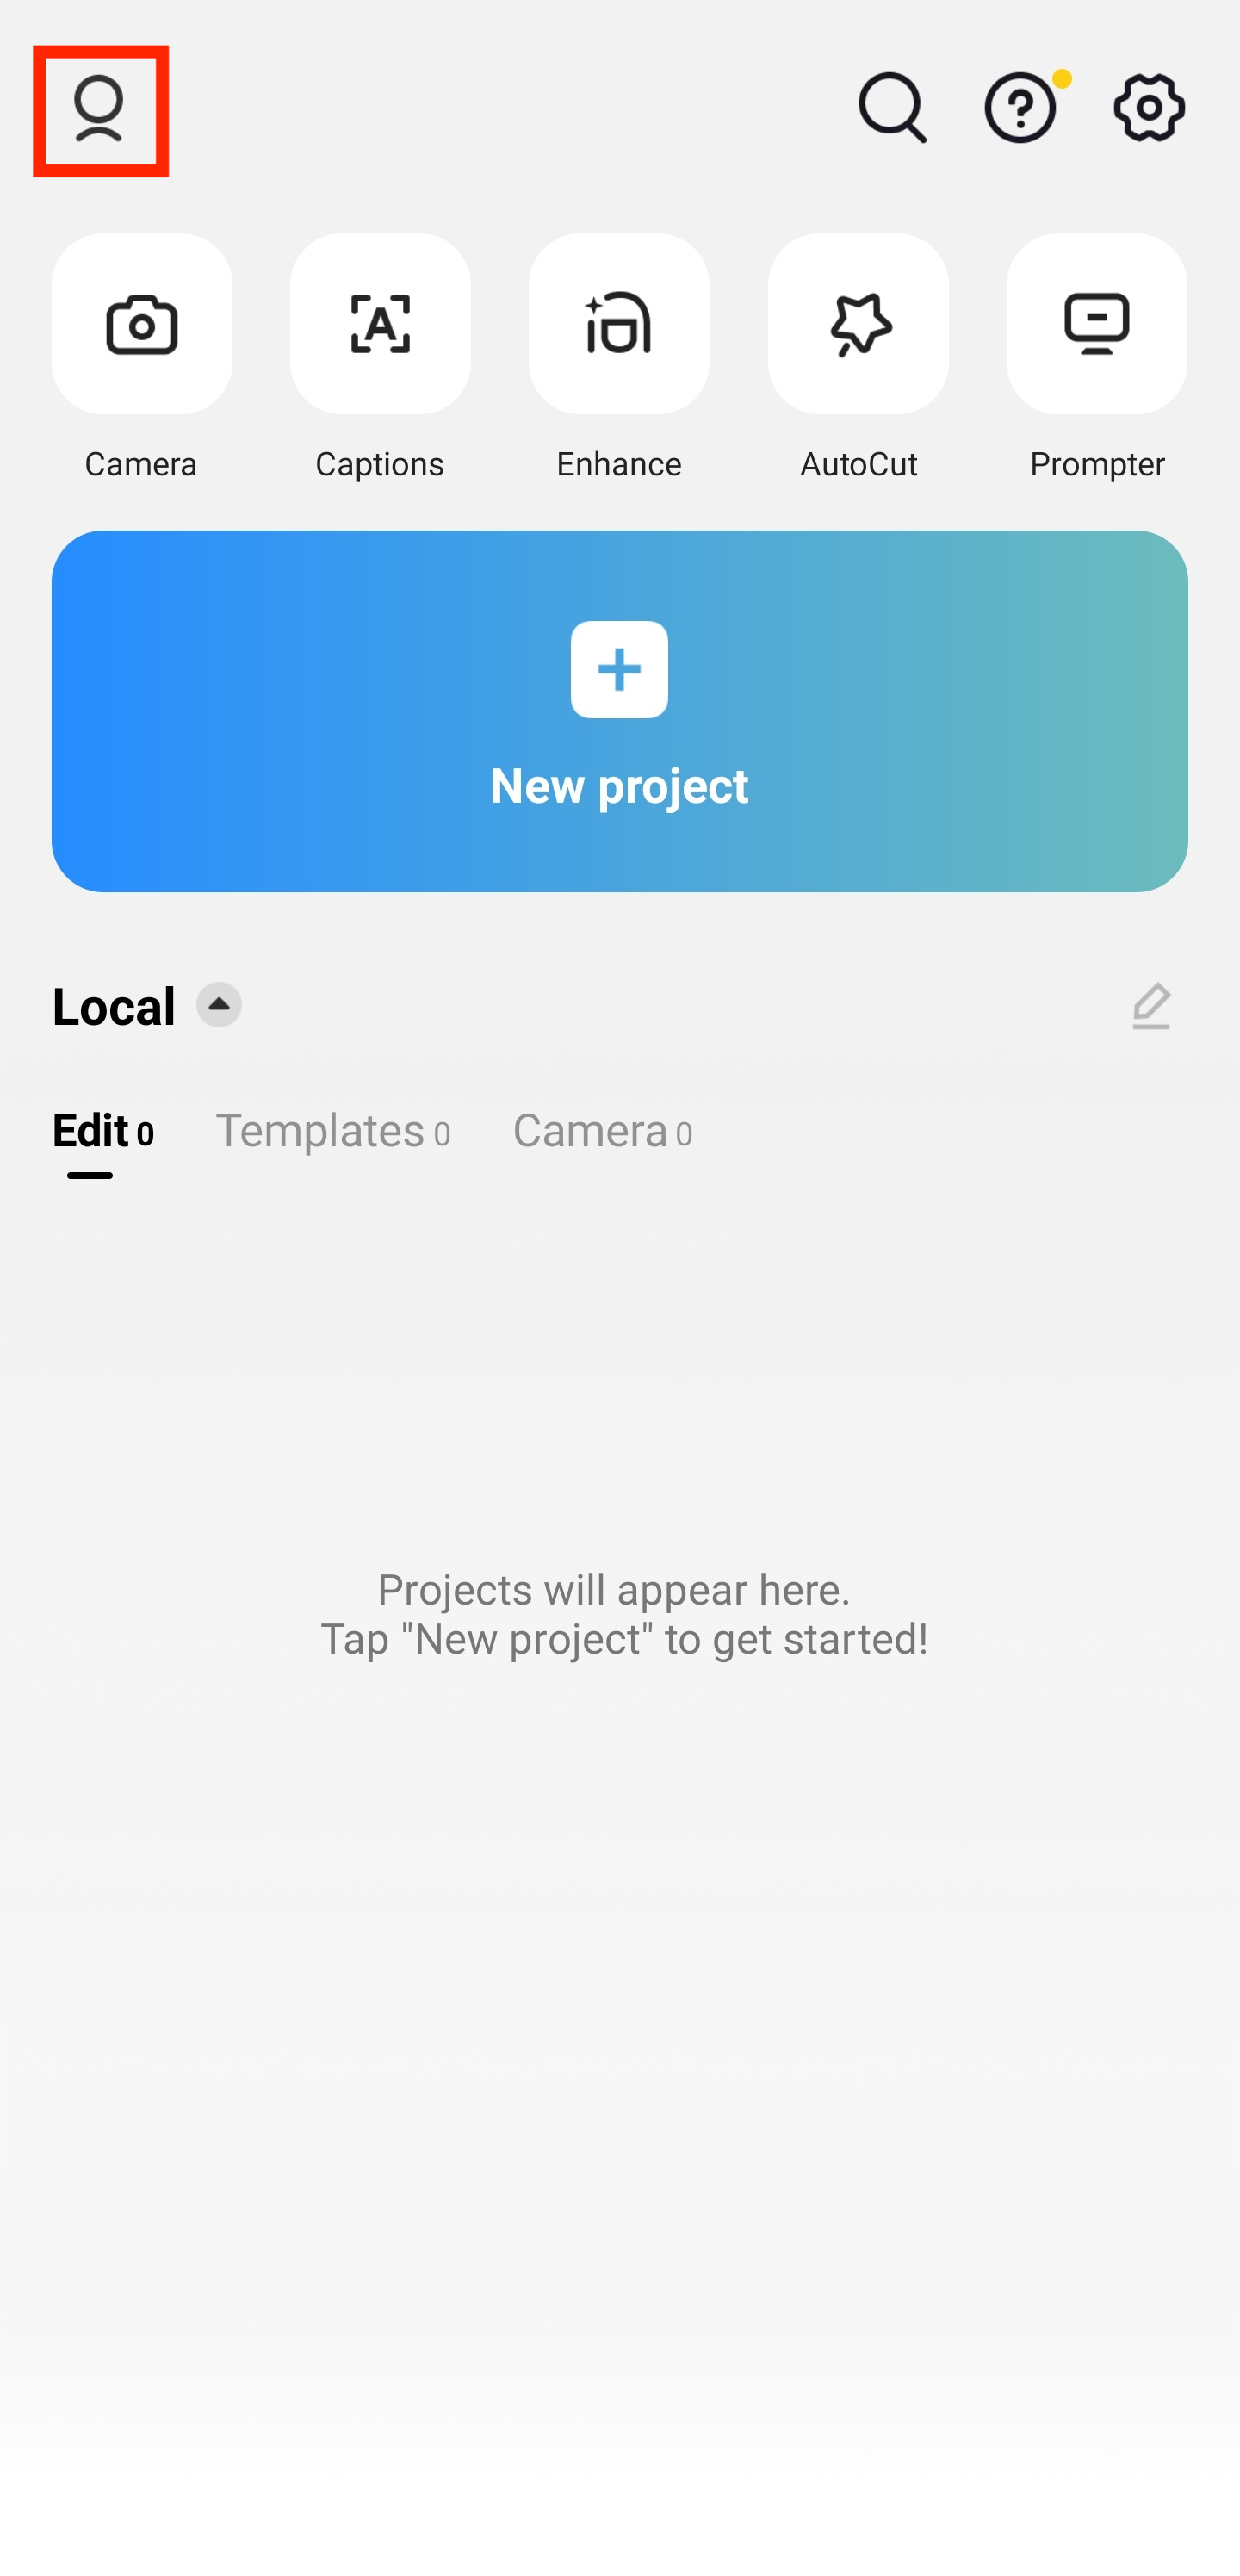 Camera
Captions
Enhance
AutoCut
Prompter
New project
Local
Edit 0
Templates 0
Camera 0
Projects will appear here.
Tap "New project" to get started!